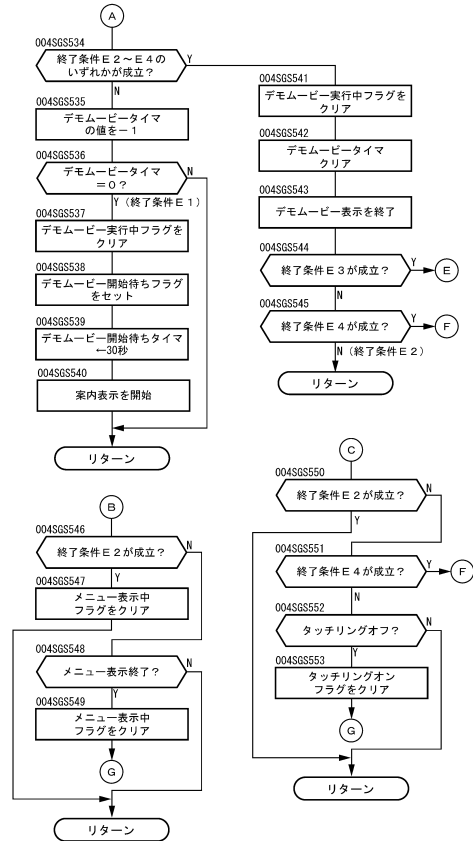 A
004SGS534
終了条件E2～E4の
いずれかが成立？
Y
N
004SGS535
デモムービータイマ
の値を－1
004SGS536
デモムービータイマ
＝0？
N
Y (終了条件E1)
004SGS537
デモムービー実行中フラグを
クリア
004SGS538
デモムービー開始待ちフラグ
をセット
004SGS539
デモムービー開始待ちタイマ
←30秒
004SGS540
案内表示を開始
リターン
004SGS541
デモムービー実行中フラグを
クリア
004SGS542
デモムービータイマ
クリア
004SGS543
デモムービー表示を終了
004SGS544
終了条件E3が成立？
Y
E
N
004SGS545
終了条件E4が成立？
Y
F
N (終了条件E2)
リターン
B
004SGS546
終了条件E2が成立？
N
Y
004SGS547
メニュー表示中
フラグをクリア
004SGS548
メニュー表示終了？
N
Y
004SGS549
メニュー表示中
フラグをクリア
G
リターン
C
004SGS550
終了条件E2が成立？
N
Y
004SGS551
終了条件E4が成立？
Y
F
N
004SGS552
タッチリングオフ？
N
Y
004SGS553
タッチリングオン
フラグをクリア
G
リターン